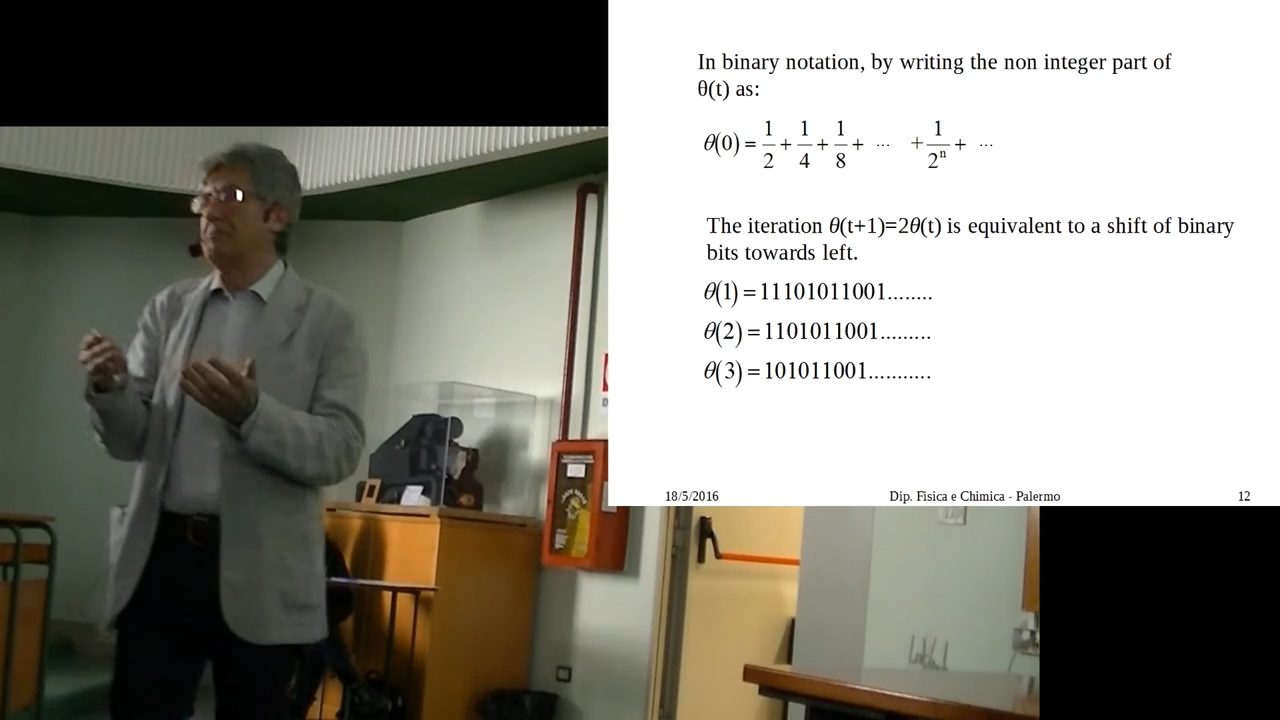 In binary notation, by writing the non integer part of
θ(t) as:
θ(0) = 1/2 + 1/4 + 1/8 + ... + 1/2ⁿ + ...
The iteration θ(t+1)=2θ(t) is equivalent to a shift of binary
bits towards left.
θ(1) = 11101011001........
θ(2) = 1101011001.........
θ(3) = 101011001...........
18/5/2016 Dip. Fisica e Chimica - Palermo 12